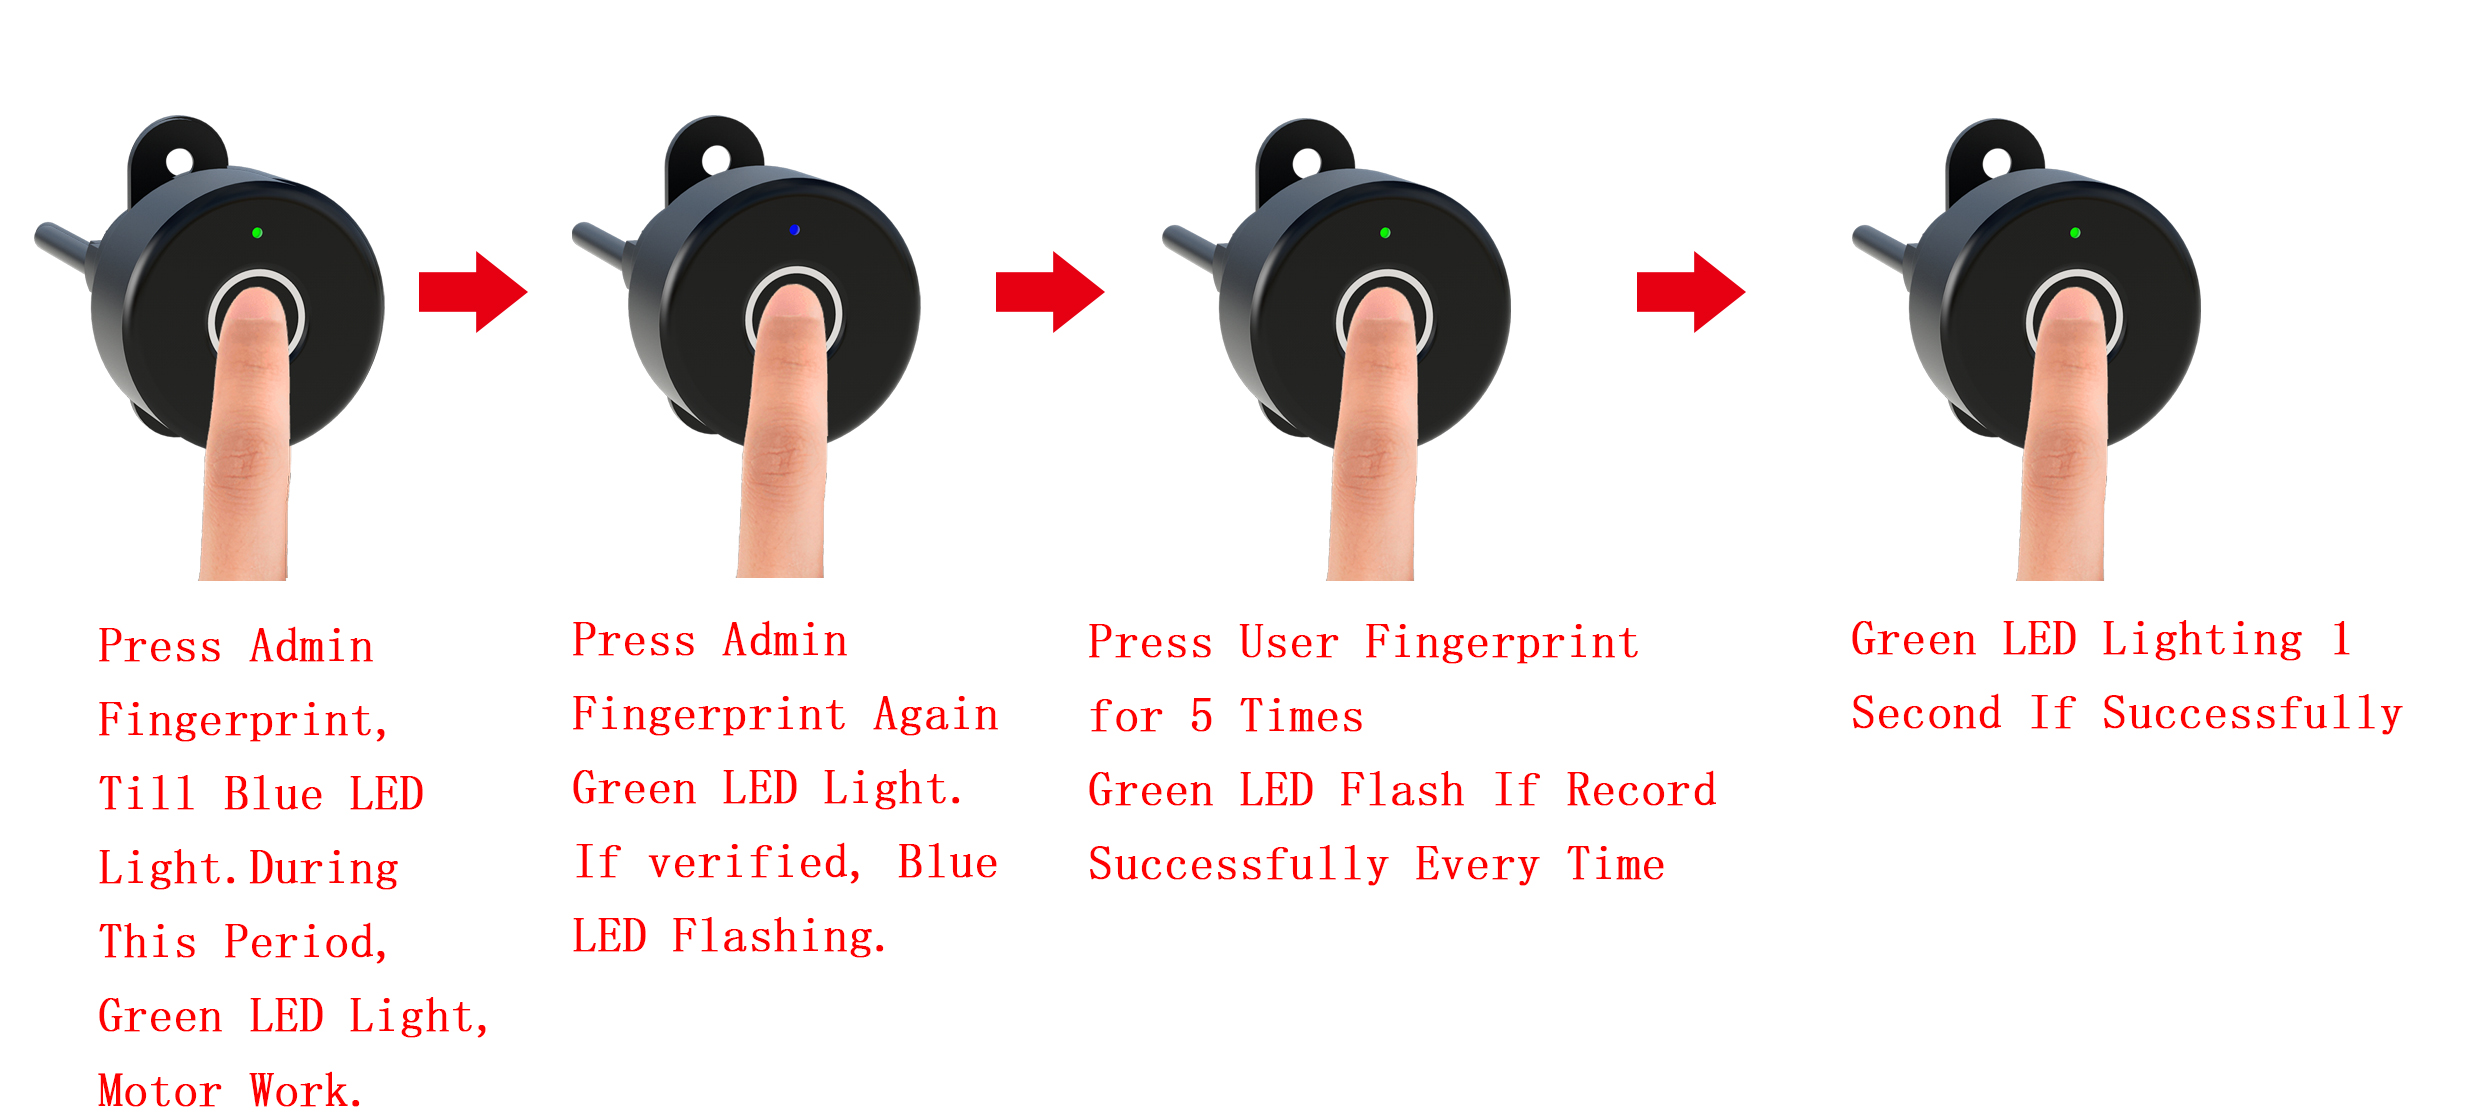 Press Admin
Fingerprint,
Till Blue LED
Light.During
This Period,
Green LED Light,
Motor Work.
Press Admin
Fingerprint Again
Green LED Light.
If verified, Blue
LED Flashing.
Press User Fingerprint
for 5 Times
Green LED Flash If Record
Successfully Every Time
Green LED Lighting 1
Second If Successfully